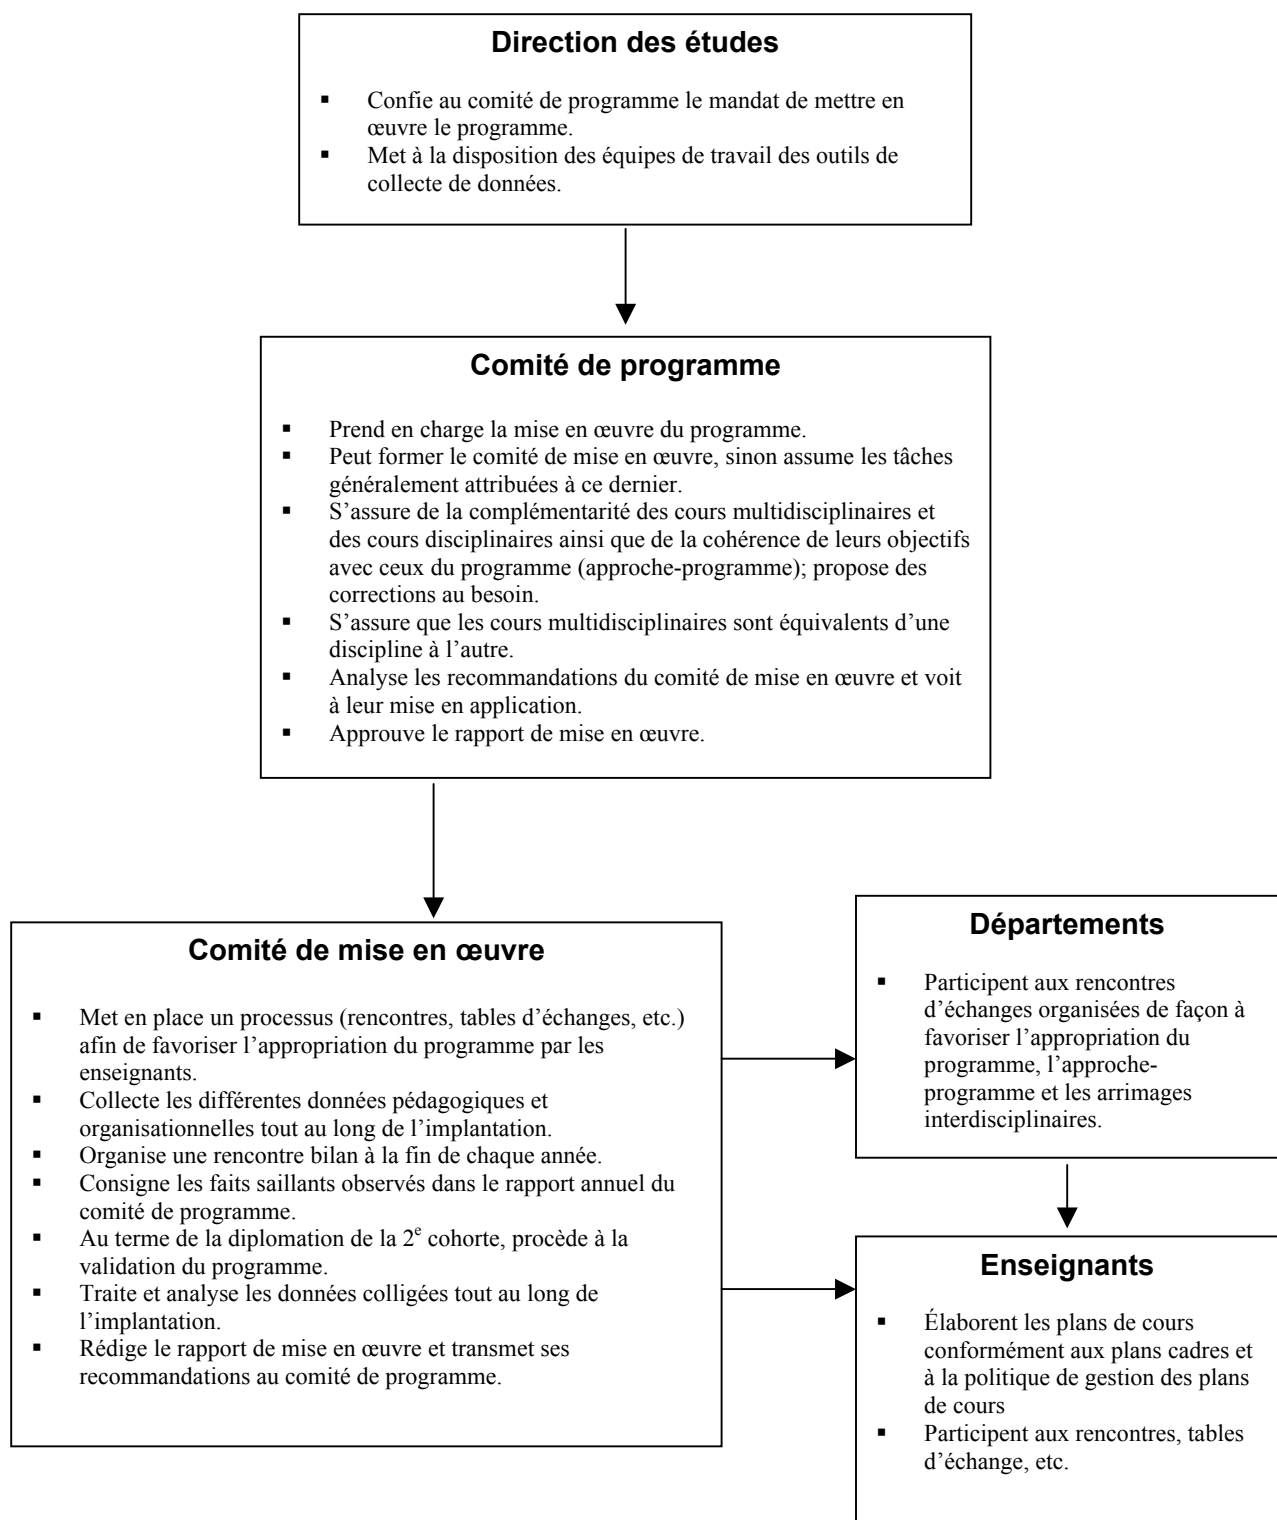 Direction des études
▪ Confie au comité de programme le mandat de mettre en
œuvre le programme.
▪ Met à la disposition des équipes de travail des outils de
collecte de données.
Comité de programme
▪ Prend en charge la mise en œuvre du programme.
▪ Peut former le comité de mise en œuvre, sinon assume les tâches
généralement attribuées à ce dernier.
▪ S’assure de la complémentarité des cours multidisciplinaires et
des cours disciplinaires ainsi que de la cohérence de leurs objectifs
avec ceux du programme (approche-programme); propose des
corrections au besoin.
▪ S’assure que les cours multidisciplinaires sont équivalents d’une
discipline à l’autre.
▪ Analyse les recommandations du comité de mise en œuvre et voit
à leur mise en application.
▪ Approuve le rapport de mise en œuvre.
Comité de mise en œuvre
▪ Met en place un processus (rencontres, tables d’échanges, etc.)
afin de favoriser l’appropriation du programme par les
enseignants.
▪ Collecte les différentes données pédagogiques et
organisationnelles tout au long de l’implantation.
▪ Organise une rencontre bilan à la fin de chaque année.
▪ Consigne les faits saillants observés dans le rapport annuel du
comité de programme.
▪ Au terme de la diplomation de la 2e cohorte, procède à la
validation du programme.
▪ Traite et analyse les données colligées tout au long de
l’implantation.
▪ Rédige le rapport de mise en œuvre et transmet ses
recommandations au comité de programme.
Départements
▪ Participent aux rencontres
d’échanges organisées de façon à
favoriser l’appropriation du
programme, l’approche-
programme et les arrimages
interdisciplinaires.
Enseignants
▪ Élaborent les plans de cours
conformément aux plans cadres et
à la politique de gestion des plans
de cours
▪ Participent aux rencontres, tables
d’échange, etc.